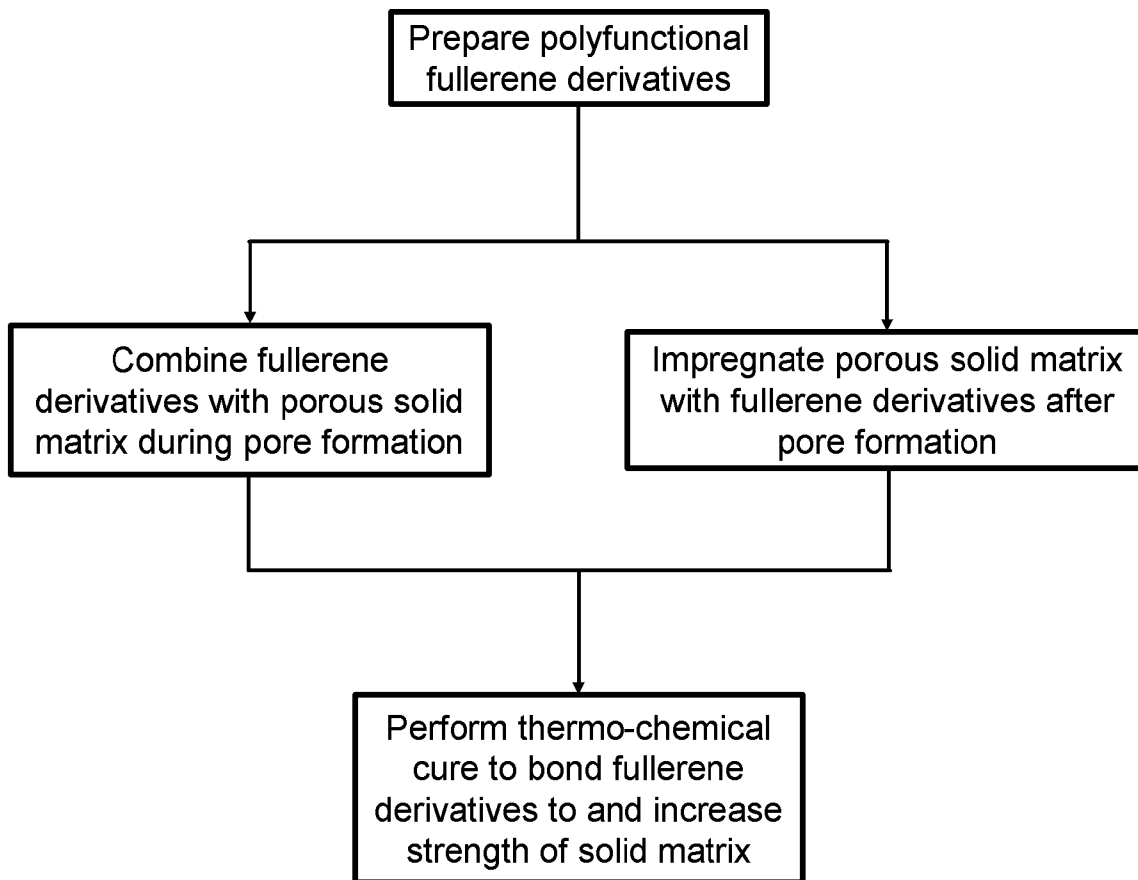 Prepare polyfunctional
fullerene derivatives
Combine fullerene
derivatives with porous solid
matrix during pore formation
Impregnate porous solid matrix
with fullerene derivatives after
pore formation
Perform thermo-chemical
cure to bond fullerene
derivatives to and increase
strength of solid matrix